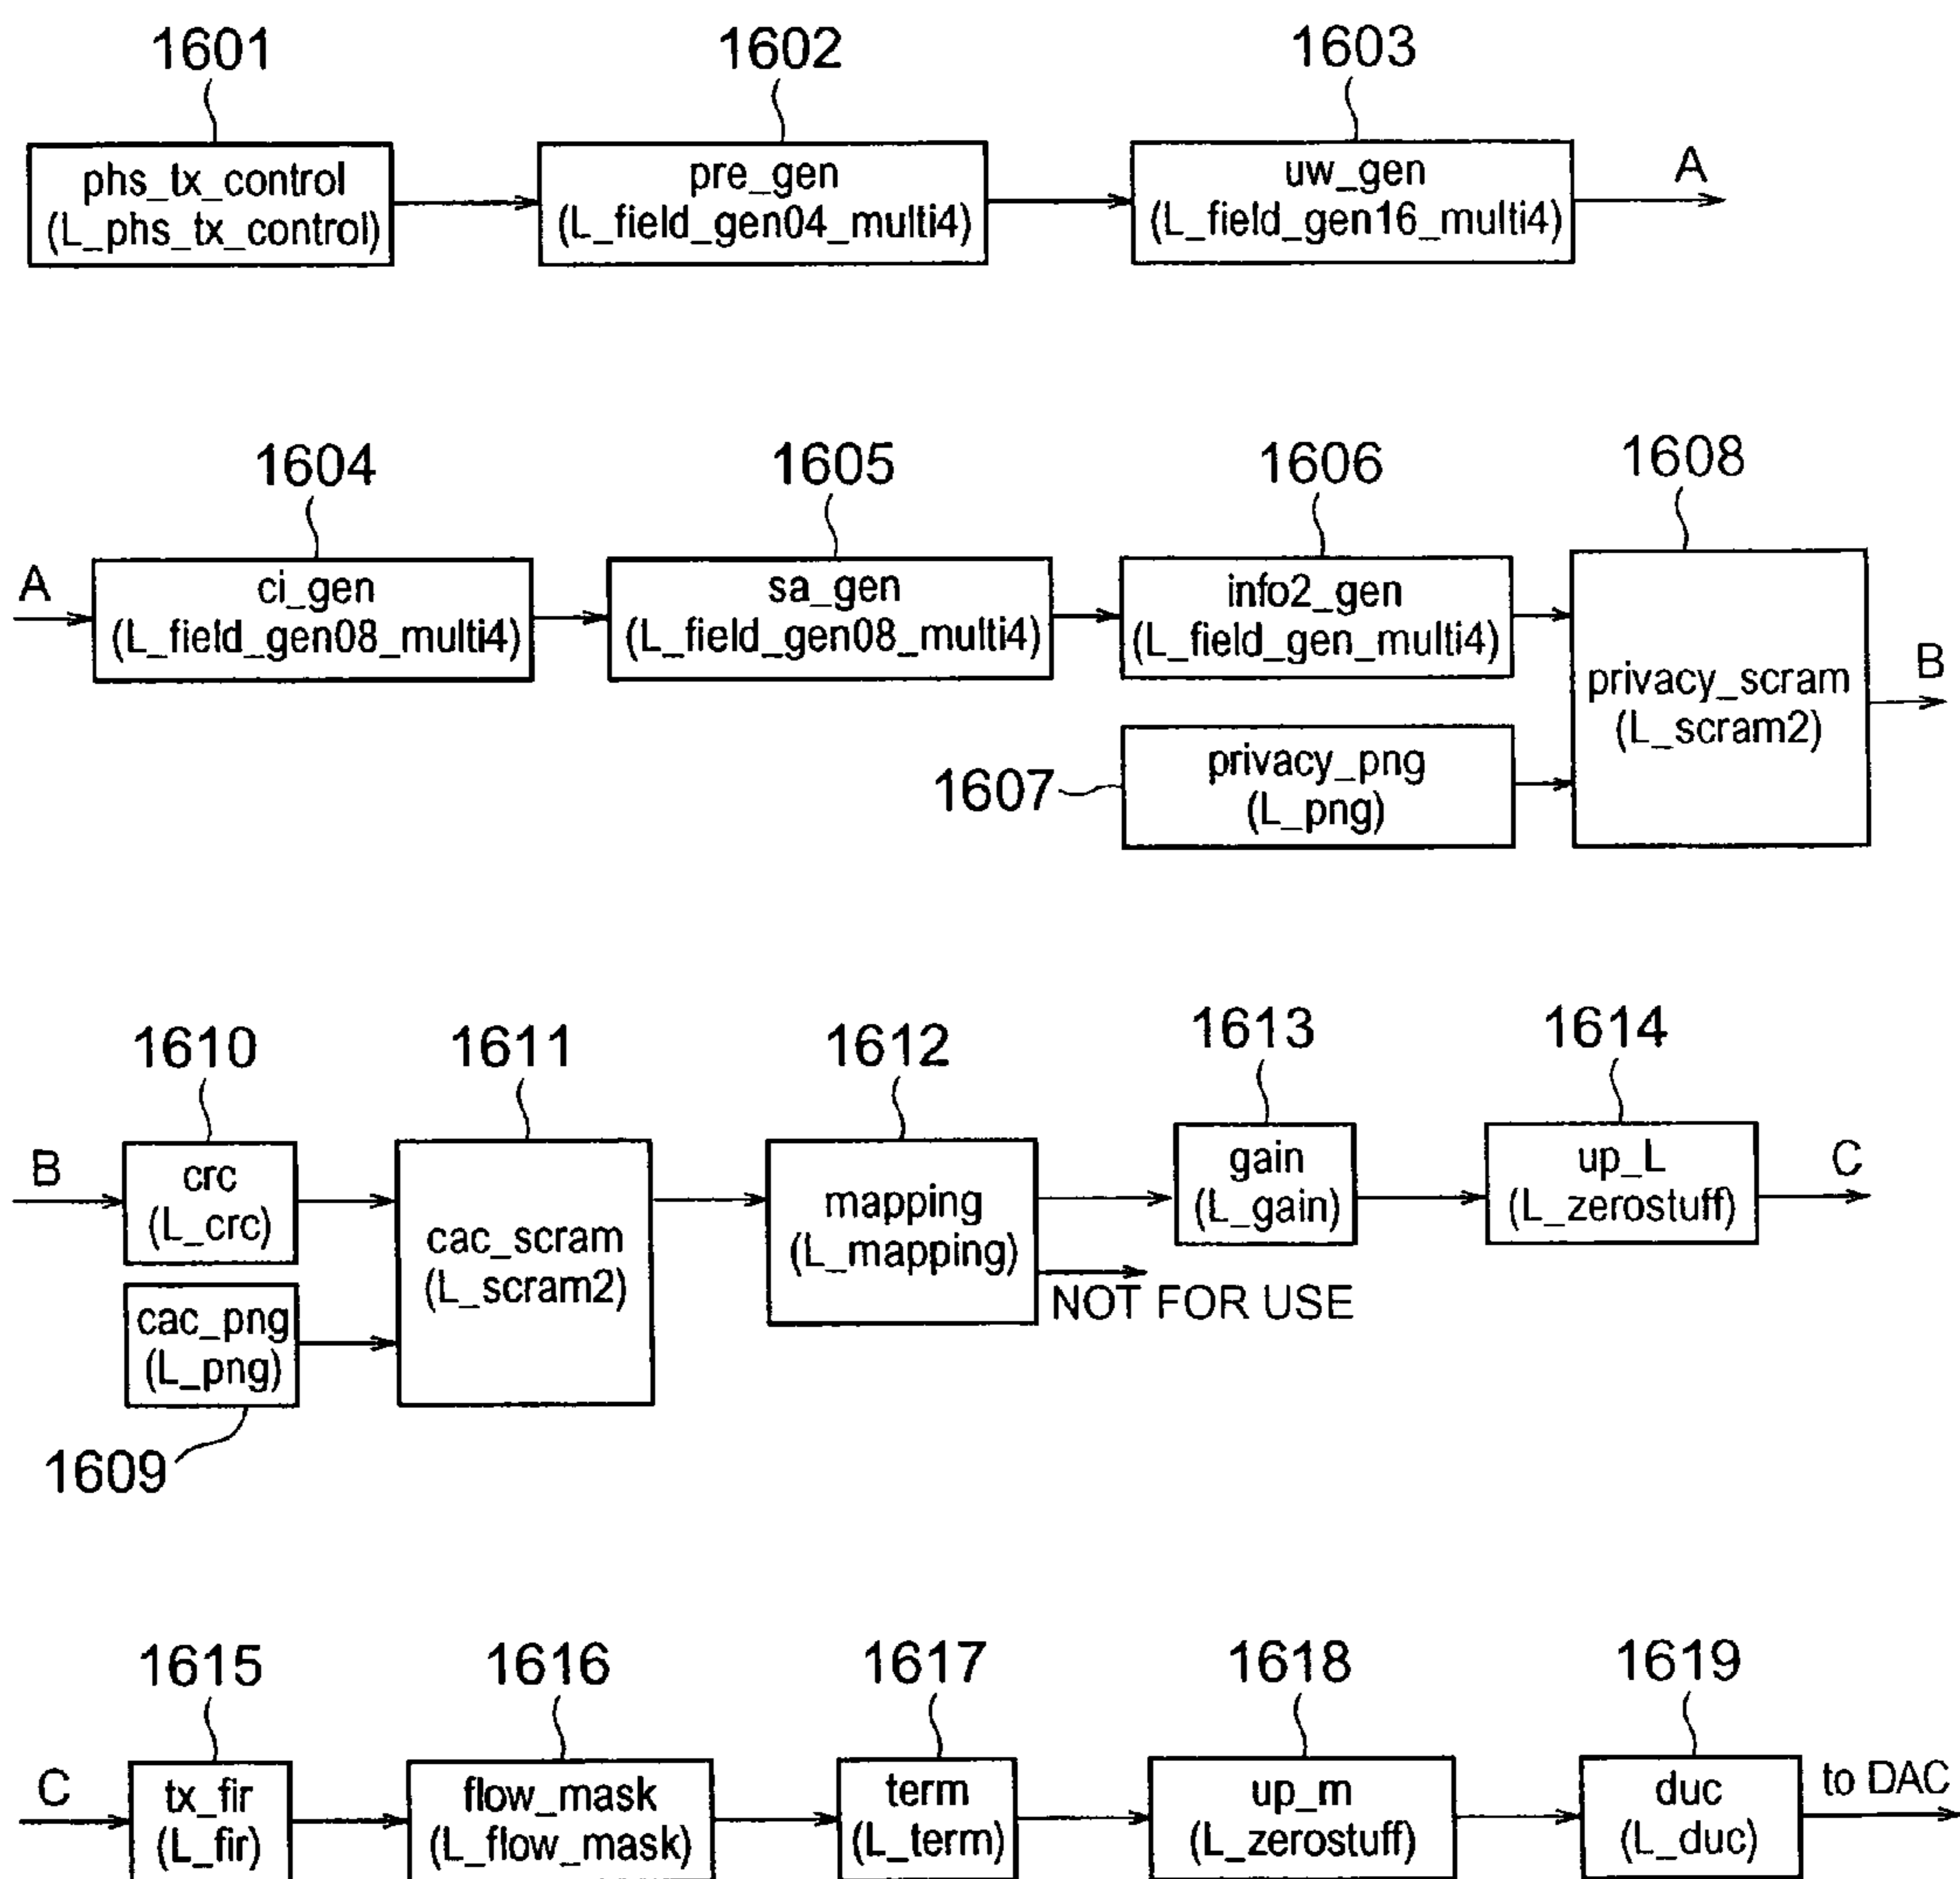 1601
1602
1603
phs_tx_control
(L_phs_tx_control)
pre_gen
(L_field_gen04_multi4)
uw_gen
(L_field_gen16_multi4)
A
1604
1605
1606
1608
A
ci_gen
(L_field_gen08_multi4)
sa_gen
(L_field_gen08_multi4)
info2_gen
(L_field_gen_multi4)
privacy_scram
(L_scram2)
B
1607
privacy_png
(L_png)
1610
1611
1612
1613
1614
B
crc
(L_crc)
cac_scram
(L_scram2)
mapping
(L_mapping)
gain
(L_gain)
up_L
(L_zerostuff)
C
NOT FOR USE
cac_png
(L_png)
1609
1615
1616
1617
1618
1619
C
tx_fir
(L_fir)
flow_mask
(L_flow_mask)
term
(L_term)
up_m
(L_zerostuff)
duc
(L_duc)
to DAC